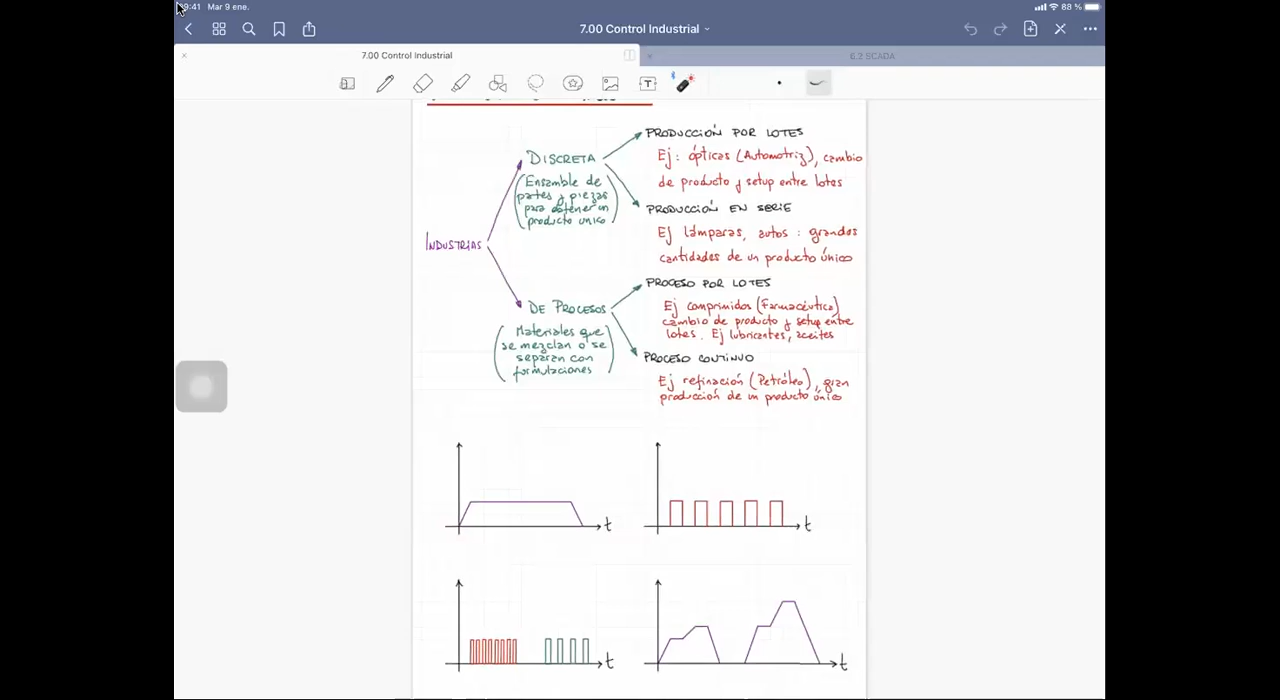 09:41 Mar 9 ene.
88 %
7.00 Control Industrial
7.00 Control Industrial
6.2 SCADA
INDUSTRIAS
DISCRETA
(Ensamble de
partes y piezas
para obtener un
producto único)
PRODUCCIÓN POR LOTES
Ej: ópticas (Automotriz), cambio
de producto y setup entre lotes
PRODUCCIÓN EN SERIE
Ej lámparas, autos : grandes
cantidades de un producto único
DE PROCESOS
(Materiales que
se mezclan o se
separan con
formulaciones)
PROCESO POR LOTES
Ej comprimidos (Farmacéutica)
cambio de producto y setup entre
lotes. Ej lubricantes, aceites
PROCESO CONTINUO
Ej refinación (Petróleo), gran
producción de un producto único
t
t
t
t